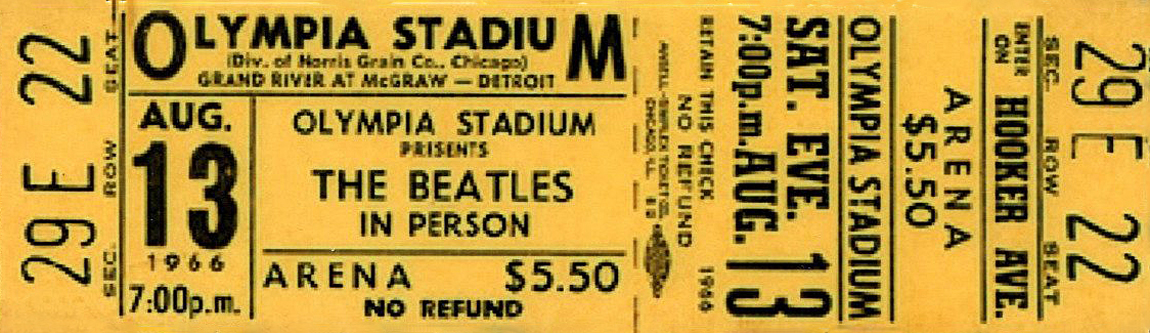 SEAT 22
ROW E
SEC. 29
OLYMPIA STADIUM
(Div. of Norris Grain Co., Chicago)
GRAND RIVER AT McGRAW — DETROIT
AUG.
13
1966
7:00p.m.
OLYMPIA STADIUM
PRESENTS
THE BEATLES
IN PERSON
ARENA $5.50
NO REFUND
CHICAGO, ILL.
NO REFUND
RETAIN THIS CHECK
7:00p.m. AUG. 13
1966
SAT. EVE.
OLYMPIA STADIUM
$5.50
ARENA
ENTER ON HOOKER AVE.
SEC. ROW SEAT
29 E 22